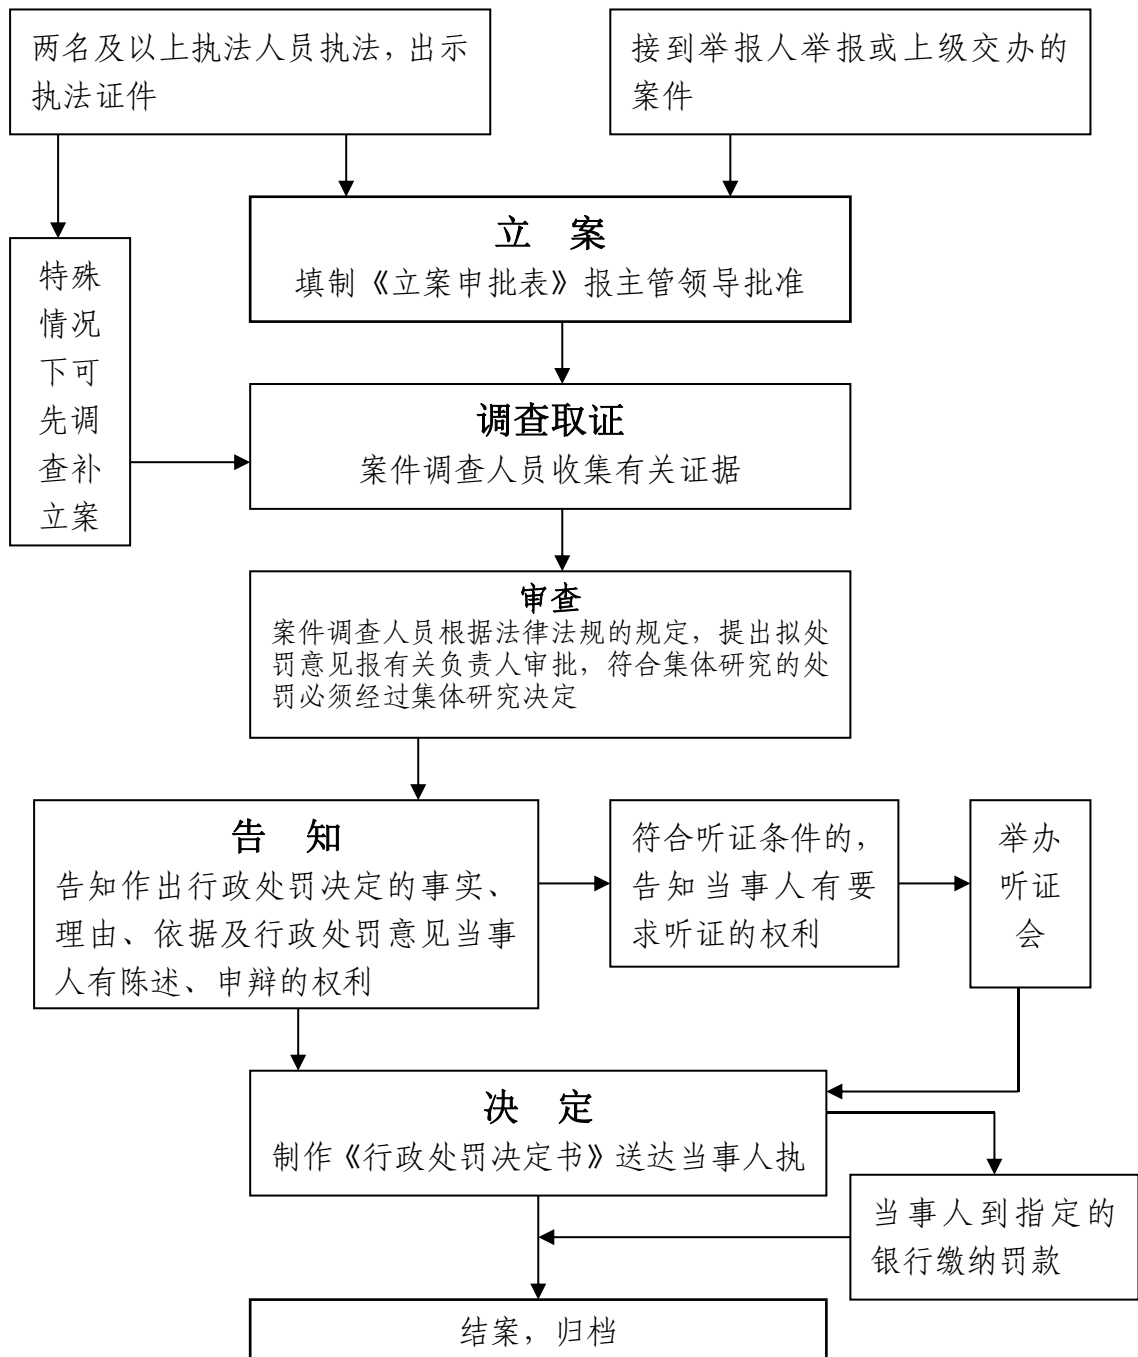 两名及以上执法人员执法，出示
执法证件
接到举报人举报或上级交办的
案件
立 案
填制《立案申批表》报主管领导批准
特殊
情况
下可
先调
查补
立案
调查取证
案件调查人员收集有关证据
审查
案件调查人员根据法律法规的规定，提出拟处
罚意见报有关负责人审批，符合集体研究的处
罚必须经过集体研究决定
告 知
告知作出行政处罚决定的事实、
理由、依据及行政处罚意见当事
人有陈述、申辩的权利
符合听证条件的，
告知当事人有要
求听证的权利
举办
听证
会
决 定
制作《行政处罚决定书》送达当事人执
当事人到指定的
银行缴纳罚款
结案，归档